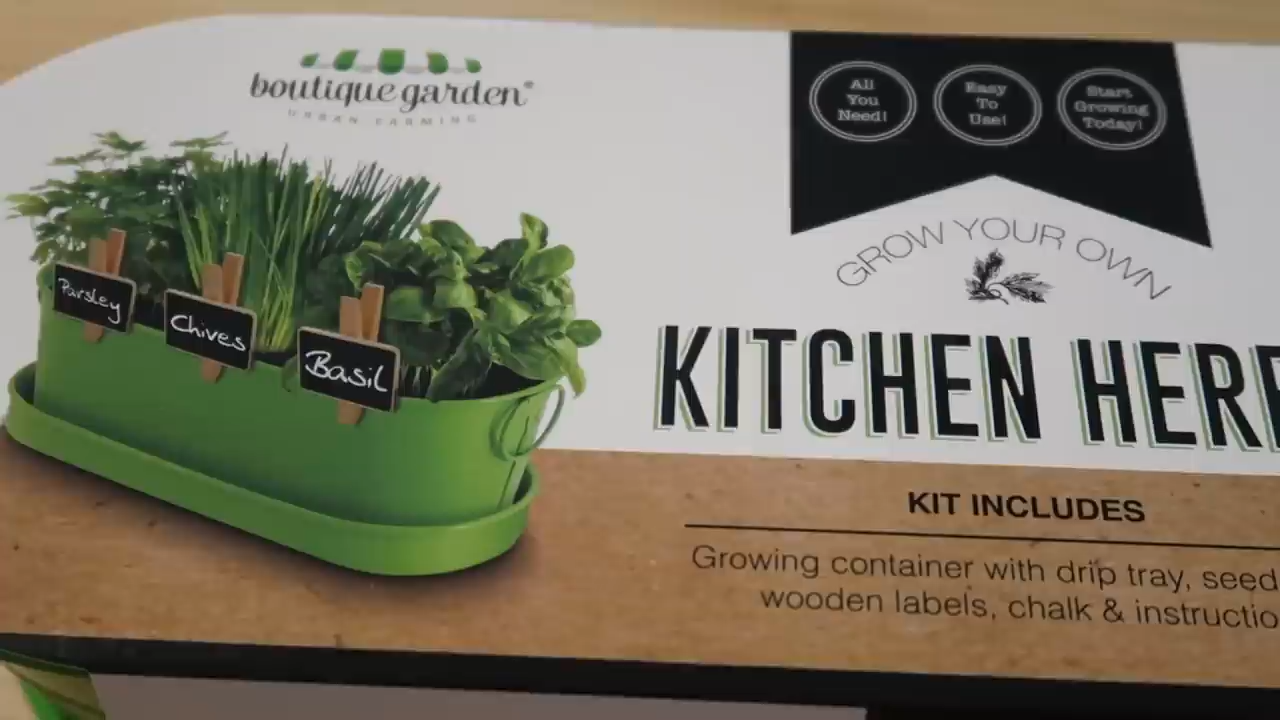 boutique garden®
URBAN FARMING
All
You
Need!
Easy
To
Use!
Start
Growing
Today!
GROW YOUR OWN
Parsley
Chives
Basil
KITCHEN HER
KIT INCLUDES
Growing container with drip tray, seed
wooden labels, chalk & instructio